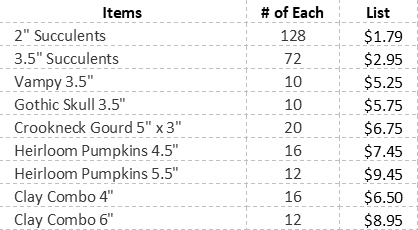 Items # of Each List
2" Succulents 128 $1.79
3.5" Succulents 72 $2.95
Vampy 3.5" 10 $5.25
Gothic Skull 3.5" 10 $5.75
Crookneck Gourd 5" x 3" 20 $6.75
Heirloom Pumpkins 4.5" 16 $7.45
Heirloom Pumpkins 5.5" 12 $9.45
Clay Combo 4" 16 $6.50
Clay Combo 6" 12 $8.95